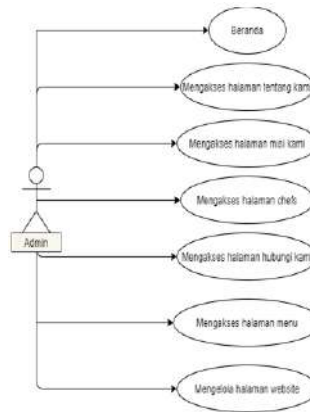 Beranda
Mengakses halaman tentang kami
Mengakses halaman misi kami
Mengakses halaman chefs
Admin
Mengakses halaman hubungi kami
Mengakses halaman menu
Mengelola halaman website